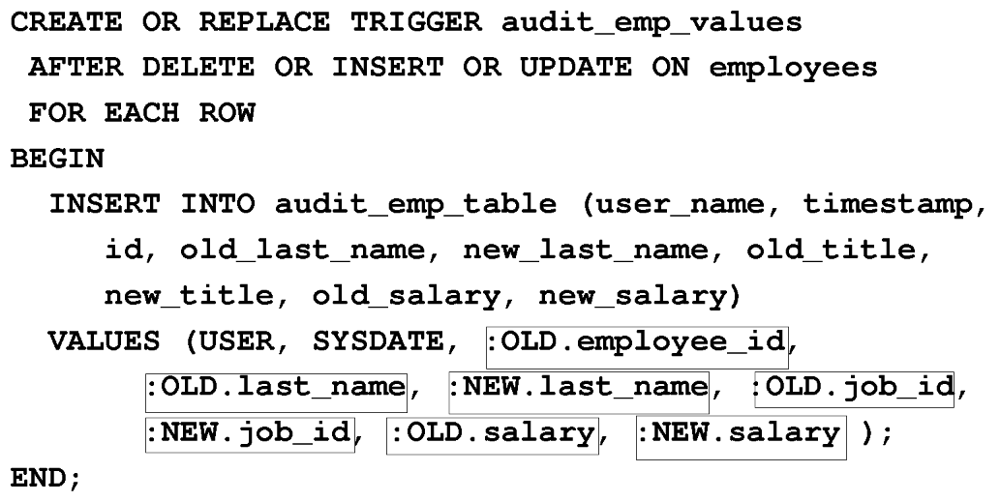 CREATE OR REPLACE TRIGGER audit_emp_values
AFTER DELETE OR INSERT OR UPDATE ON employees
FOR EACH ROW
BEGIN
INSERT INTO audit_emp_table (user_name, timestamp,
id, old_last_name, new_last_name, old_title,
new_title, old_salary, new_salary)
VALUES (USER, SYSDATE, :OLD.employee_id,
:OLD.last_name, :NEW.last_name, :OLD.job_id,
:NEW.job_id, :OLD.salary, :NEW.salary );
END;